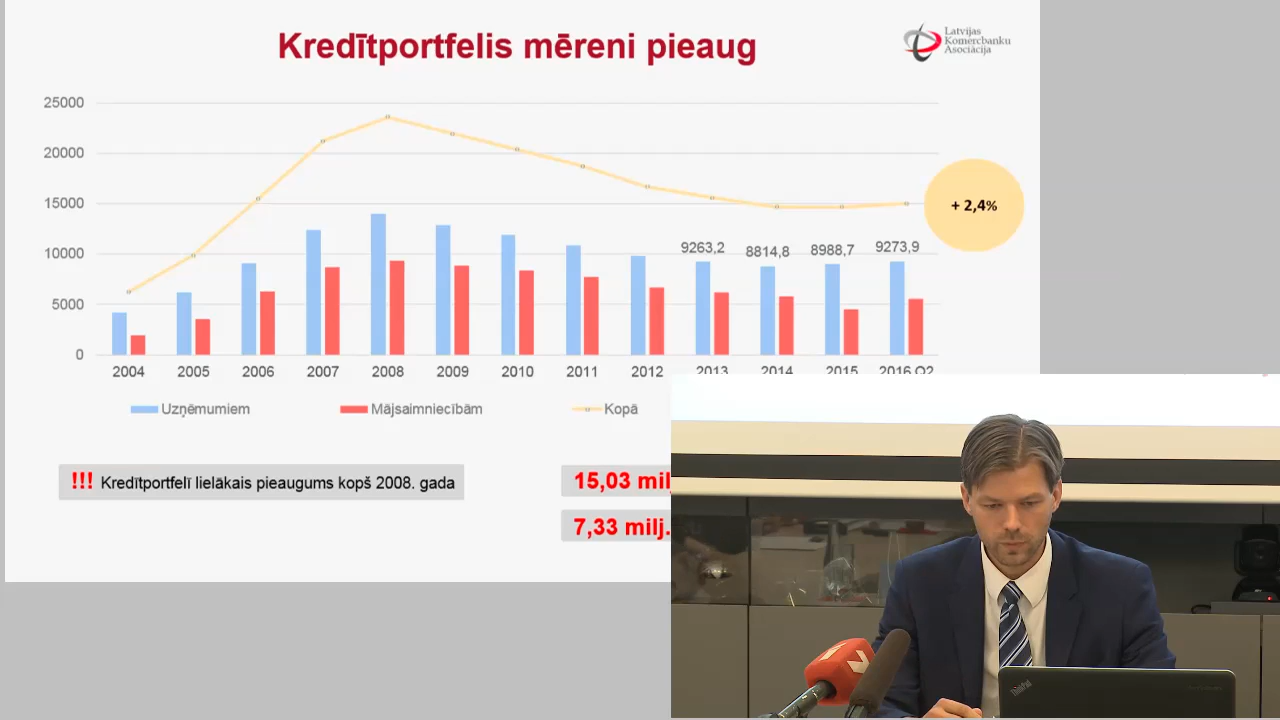 Kredītportfelis mēreni pieaug
Latvijas
Komercbanku
Asociācija
25000
20000
15000
10000
5000
0
+ 2,4%
9263,2
8814,8
8988,7
9273,9
2004 2005 2006 2007 2008 2009 2010 2011 2012 2013 2014 2015 2016 Q2
Uzņēmumiem Mājsaimniecībām Kopā
!!! Kredītportfelī lielākais pieaugums kopš 2008. gada
15,03 mil
7,33 milj.
ThinkPad